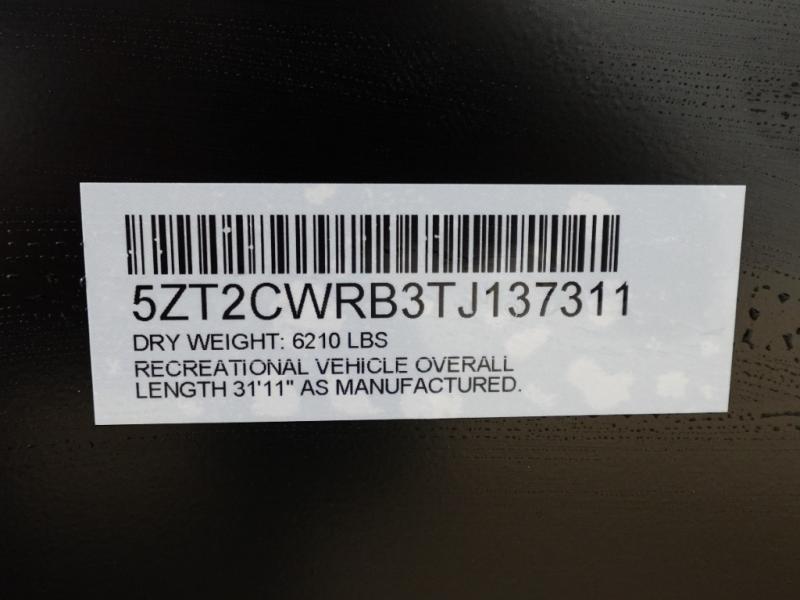 5ZT2CWRB3TJ137311
DRY WEIGHT: 6210 LBS
RECREATIONAL VEHICLE OVERALL
LENGTH 31'11" AS MANUFACTURED.